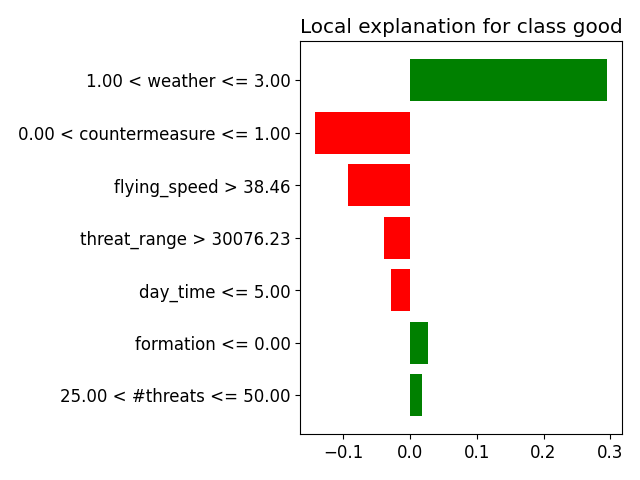 Local explanation for class good
1.00 < weather <= 3.00
0.00 < countermeasure <= 1.00
flying_speed > 38.46
threat_range > 30076.23
day_time <= 5.00
formation <= 0.00
25.00 < #threats <= 50.00
−0.1 0.0 0.1 0.2 0.3